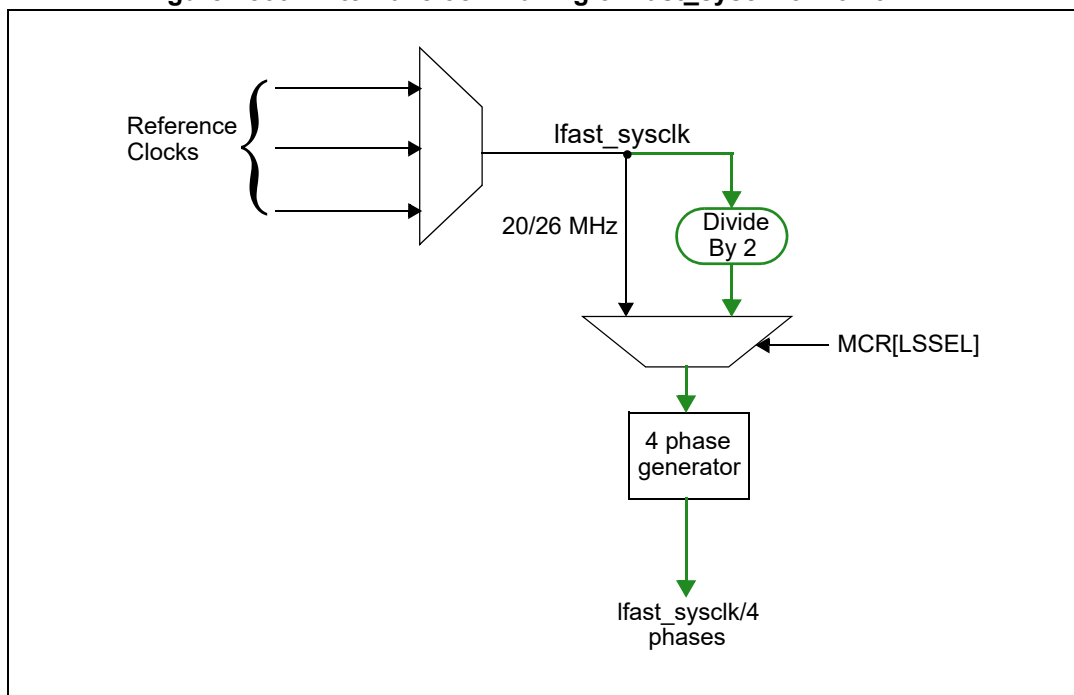 Reference
Clocks
lfast_sysclk
20/26 MHz
Divide
By 2
MCR[LSSEL]
4 phase
generator
lfast_sysclk/4
phases